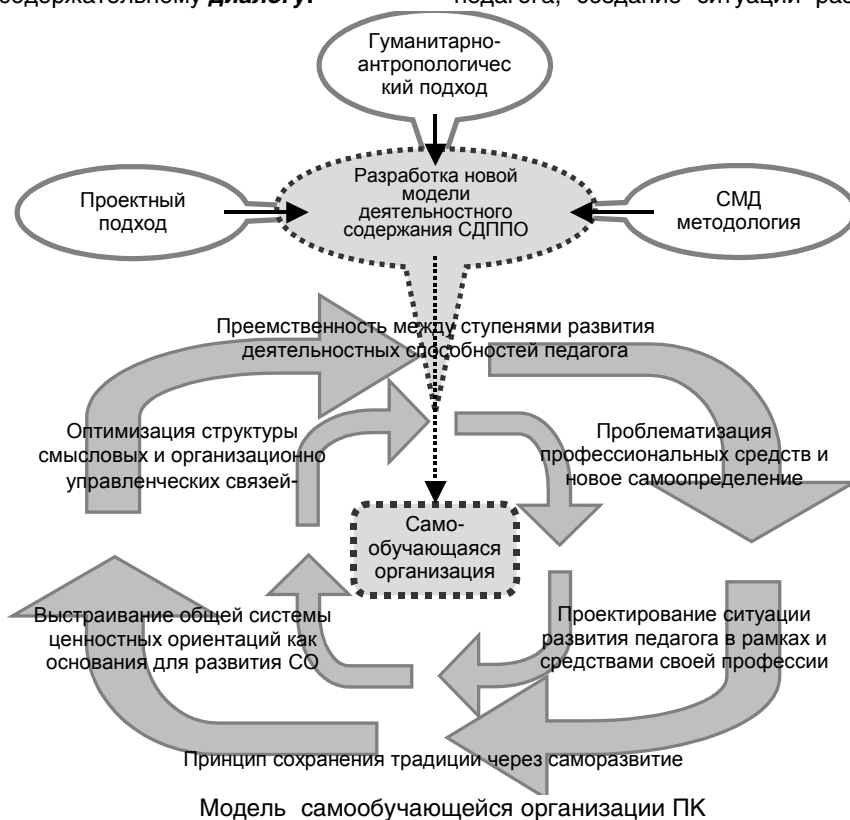 содержательному диалогу.
педагога, создание ситуации раз
Гуманитарно-
антропологичес
кий подход
Разработка новой
модели
деятельностного
содержания СДППО
Проектный
подход
СМД
методология
Преемственность между ступенями развития
деятельностных способностей педагога
Оптимизация структуры
смысловых и организационно
управленческих связей-
Проблематизация
профессиональных средств и
новое самоопределение
Само-
обучающаяся
организация
Выстраивание общей системы
ценностных ориентаций как
основания для развития СО
Проектирование ситуации
развития педагога в рамках и
средствами своей профессии
Принцип сохранения традиции через саморазвитие
Модель самообучающейся организации ПК